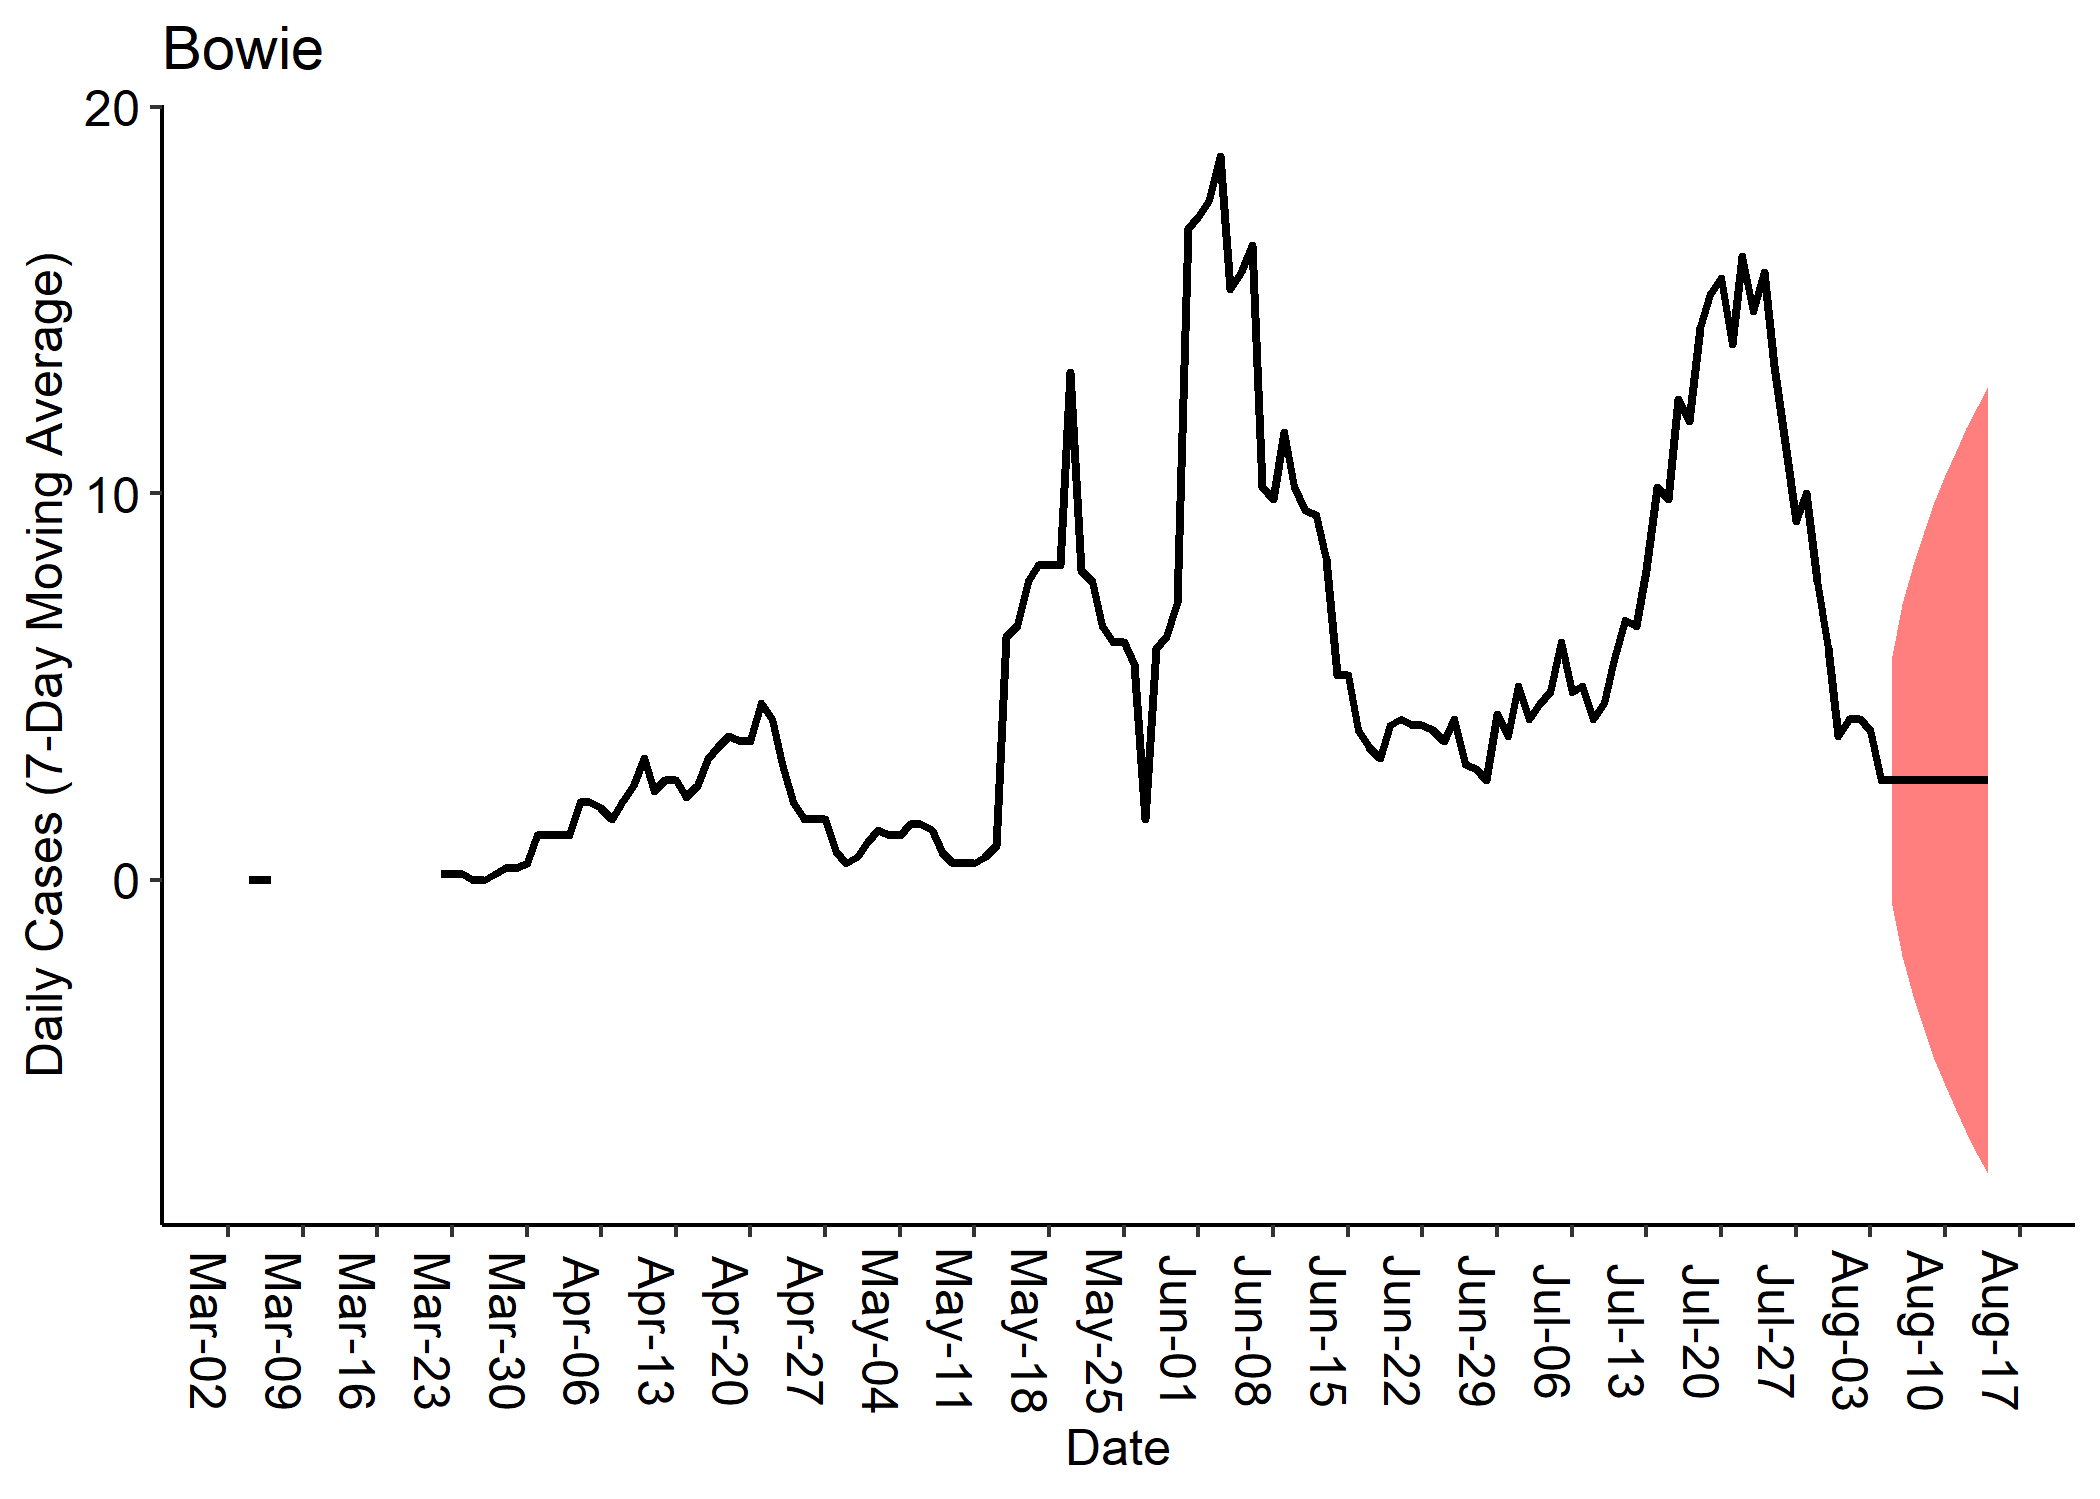 Bowie
20
10
0
Daily Cases (7-Day Moving Average)
Mar-02
Mar-09
Mar-16
Mar-23
Mar-30
Apr-06
Apr-13
Apr-20
Apr-27
May-04
May-11
May-18
May-25
Jun-01
Jun-08
Jun-15
Jun-22
Jun-29
Jul-06
Jul-13
Jul-20
Jul-27
Aug-03
Aug-10
Aug-17
Date